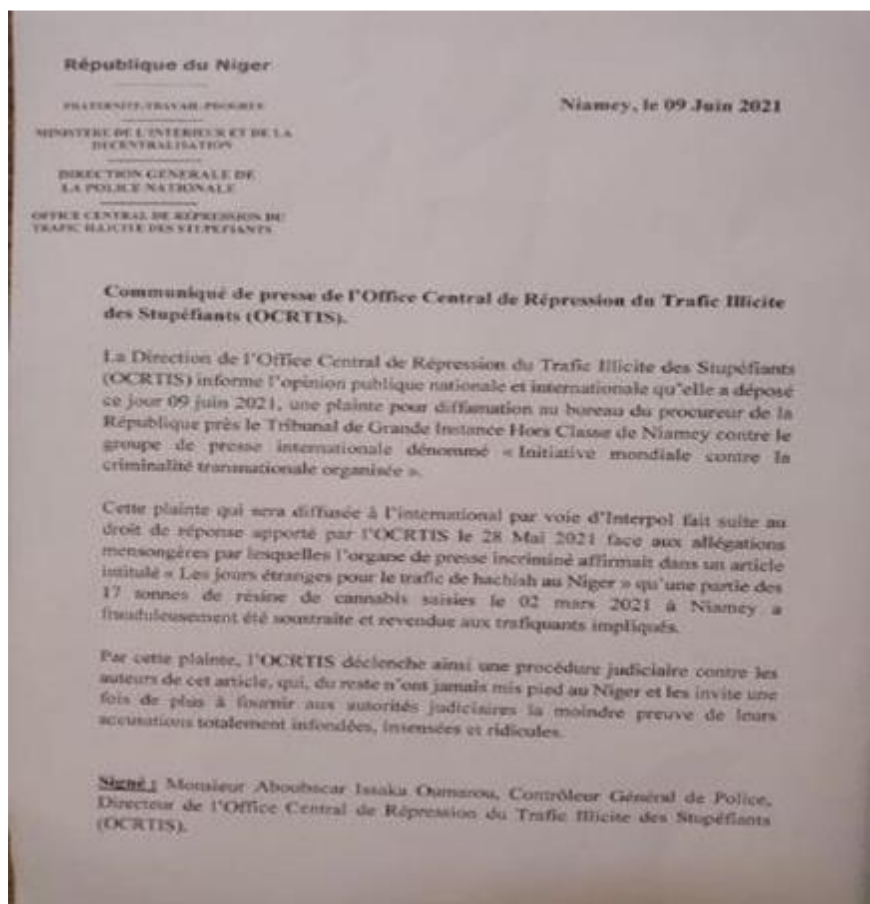 République du Niger
FRATERNITE-TRAVAIL-PROGRES
MINISTERE DE L'INTERIEUR ET DE LA
DECENTRALISATION
DIRECTION GENERALE DE
LA POLICE NATIONALE
OFFICE CENTRAL DE RÉPRESSION DU
TRAFIC ILLICITE DES STUPEFIANTS
Niamey, le 09 Juin 2021
Communiqué de presse de l'Office Central de Répression du Trafic Illicite
des Stupéfiants (OCRTIS).
La Direction de l'Office Central de Répression du Trafic Illicite des Stupéfiants
(OCRTIS) informe l'opinion publique nationale et internationale qu'elle a déposé
ce jour 09 juin 2021, une plainte pour diffamation au bureau du procureur de la
République près le Tribunal de Grande Instance Hors Classe de Niamey contre le
groupe de presse internationale dénommé « Initiative mondiale contre la
criminalité transnationale organisée ».
Cette plainte qui sera diffusée à l'international par voie d'Interpol fait suite au
droit de réponse apporté par l'OCRTIS le 28 Mai 2021 face aux allégations
mensongères par lesquelles l'organe de presse incriminé affirmait dans un article
intitulé « Les jours étranges pour le trafic de hachish au Niger » qu'une partie des
17 tonnes de résine de cannabis saisies le 02 mars 2021 à Niamey a
frauduleusement été soustraite et revendue aux trafiquants impliqués.
Par cette plainte, l'OCRTIS déclenche ainsi une procédure judiciaire contre les
auteurs de cet article, qui, du reste n'ont jamais mis pied au Niger et les invite une
fois de plus à fournir aux autorités judiciaires la moindre preuve de leurs
accusations totalement infondées, insensées et ridicules.
Signé : Monsieur Aboubacar Issaka Oumarou, Contrôleur Général de Police,
Directeur de l'Office Central de Répression du Trafic Illicite des Stupéfiants
(OCRTIS).